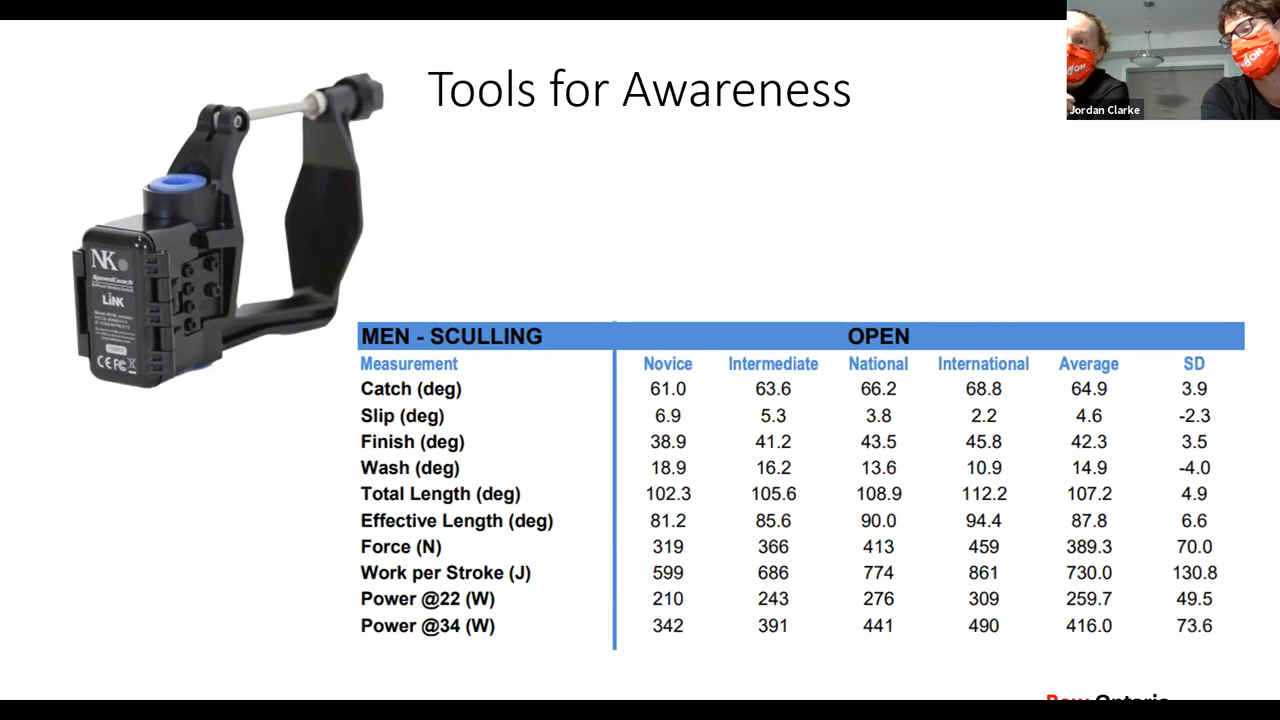 Tools for Awareness
Jordan Clarke
NK
SpeedCoach
LiNK
MEN - SCULLING OPEN
Measurement Novice Intermediate National International Average SD
Catch (deg) 61.0 63.6 66.2 68.8 64.9 3.9
Slip (deg) 6.9 5.3 3.8 2.2 4.6 -2.3
Finish (deg) 38.9 41.2 43.5 45.8 42.3 3.5
Wash (deg) 18.9 16.2 13.6 10.9 14.9 -4.0
Total Length (deg) 102.3 105.6 108.9 112.2 107.2 4.9
Effective Length (deg) 81.2 85.6 90.0 94.4 87.8 6.6
Force (N) 319 366 413 459 389.3 70.0
Work per Stroke (J) 599 686 774 861 730.0 130.8
Power @22 (W) 210 243 276 309 259.7 49.5
Power @34 (W) 342 391 441 490 416.0 73.6
Row Ontario